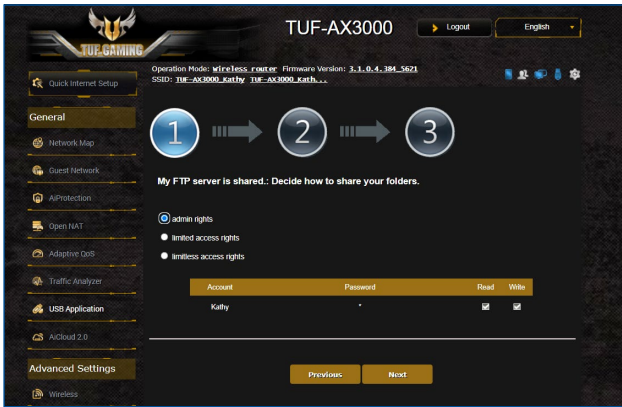 TUF GAMING
TUF-AX3000
Logout
English
Operation Mode: Wireless router Firmware Version: 3.1.0.4.384_5621
SSID: TUF-AX3000_Kathy TUF-AX3000_Kath...
Quick Internet Setup
General
Network Map
Guest Network
AiProtection
Open NAT
Adaptive QoS
Traffic Analyzer
USB Application
AiCloud 2.0
Advanced Settings
Wireless
1
2
3
My FTP server is shared.: Decide how to share your folders.
admin rights
limited access rights
limitless access rights
Account Password Read Write
Kathy *
Previous Next